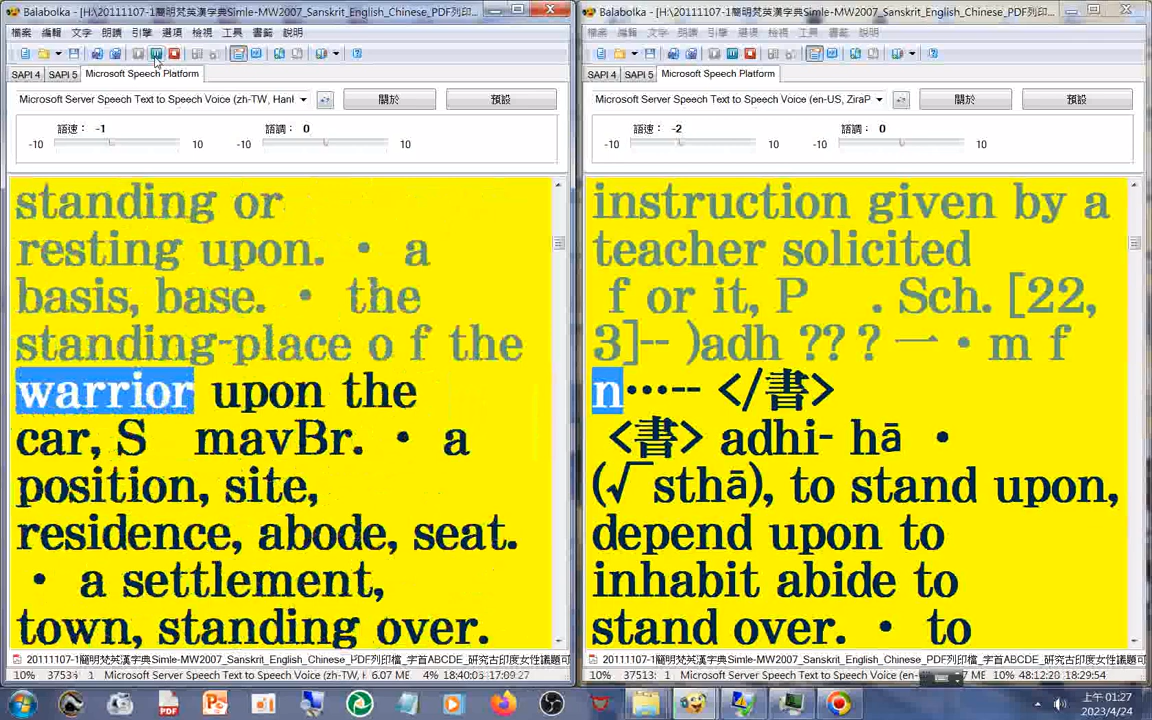 Balabolka - [H:\20111107-1簡明梵英漢字典Simle-MW2007_Sanskrit_English_Chinese_PDF列印...
檔案 編輯 文字 朗讀 引擎 選項 檢視 工具 書籤 說明
SAPI 4 SAPI 5 Microsoft Speech Platform
Microsoft Server Speech Text to Speech Voice (zh-TW, Hanl
關於
預設
語速： -1
語調： 0
-10 10 -10 10
standing or
resting upon. • a
basis, base. • the
standing-place o f the
warrior upon the
car, S mavBr. • a
position, site,
residence, abode, seat.
• a settlement,
town, standing over.
20111107-1簡明梵英漢字典Simle-MW2007_Sanskrit_English_Chinese_PDF列印檔_字首ABCDE_研究古印度女性議題可
10% 37534: 1 Microsoft Server Speech Text to Speech Voice (zh-TW, H 6.07 ME 4% 18:40:05-17:09:27
Balabolka - [H:\20111107-1簡明梵英漢字典Simle-MW2007_Sanskrit_English_Chinese_PDF列印...
檔案 編輯 文字 朗讀 引擎 選項 檢視 工具 書籤 說明
SAPI 4 SAPI 5 Microsoft Speech Platform
Microsoft Server Speech Text to Speech Voice (en-US, ZiraP
關於
預設
語速： -2
語調： 0
-10 10 -10 10
instruction given by a
teacher solicited
f or it, P . Sch. [22,
3]-- )adh ?? ? 一 • m f
n…-- </書>
<書> adhi- hā •
(√sthā), to stand upon,
depend upon to
inhabit abide to
stand over. • to
20111107-1簡明梵英漢字典Simle-MW2007_Sanskrit_English_Chinese_PDF列印檔_字首ABCDE_研究古印度女性議題可
10% 37513: 1 Microsoft Server Speech Text to Speech Voice 10% 48:12:20 18:29:54
PDF
上午 01:27
2023/4/24